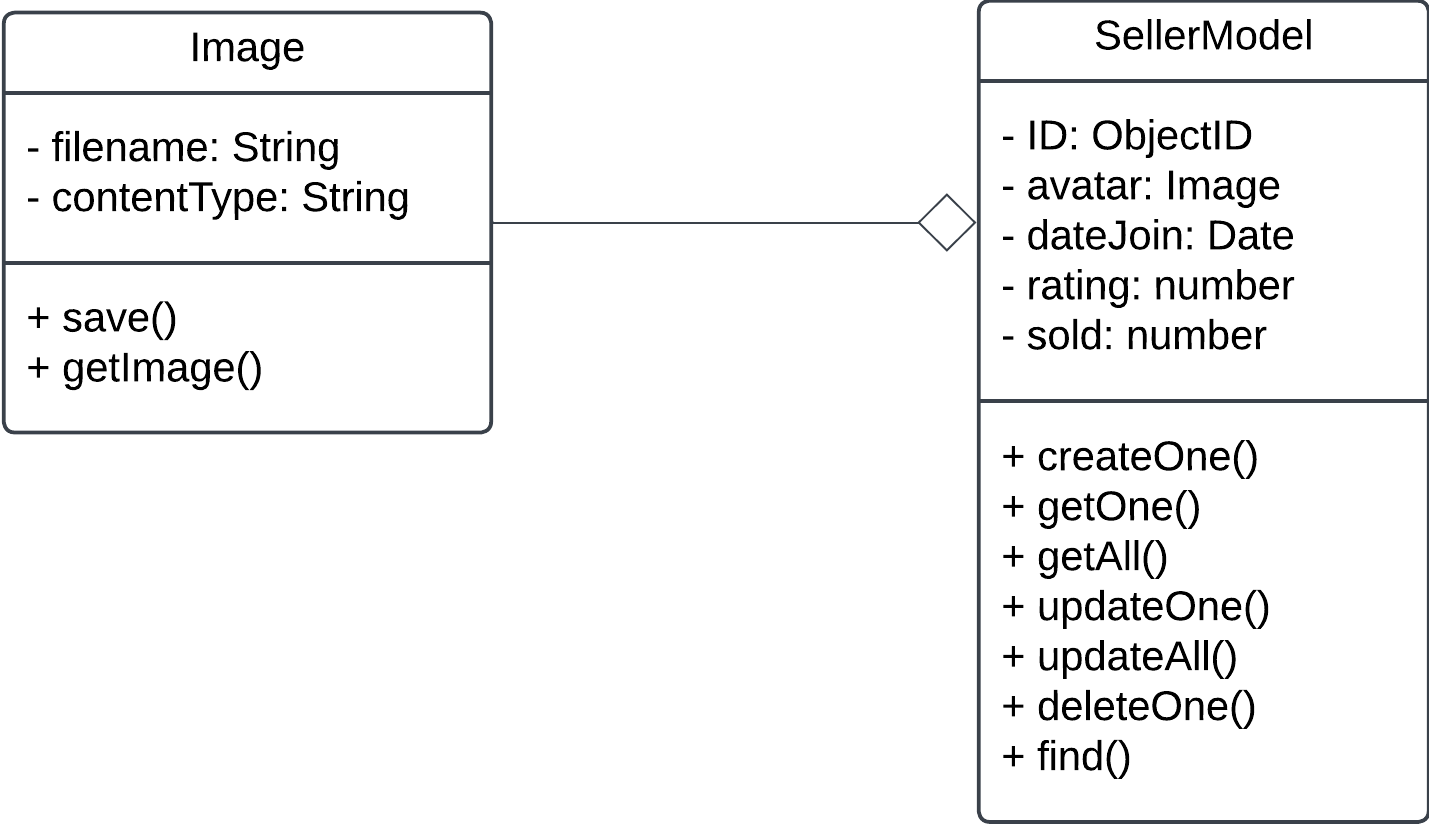 Image
- filename: String
- contentType: String
+ save()
+ getImage()
SellerModel
- ID: ObjectID
- avatar: Image
- dateJoin: Date
- rating: number
- sold: number
+ createOne()
+ getOne()
+ getAll()
+ updateOne()
+ updateAll()
+ deleteOne()
+ find()